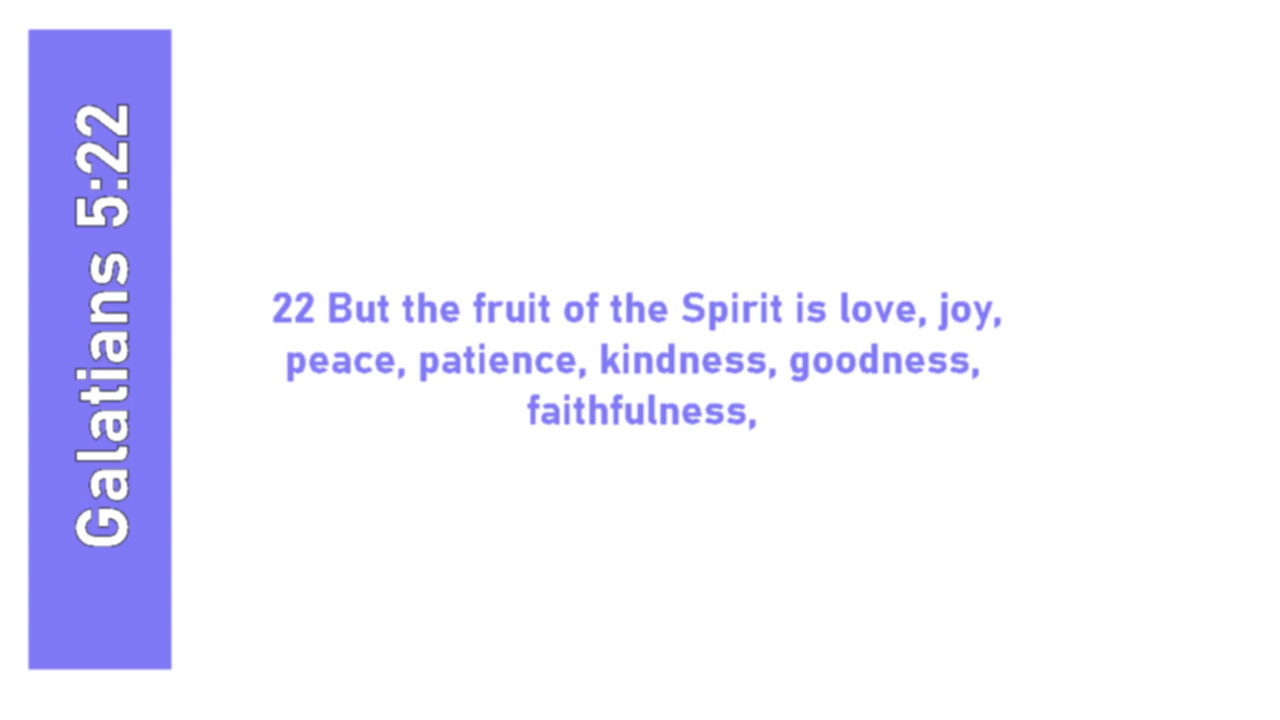 Galatians 5:22
22 But the fruit of the Spirit is love, joy,
peace, patience, kindness, goodness,
faithfulness,